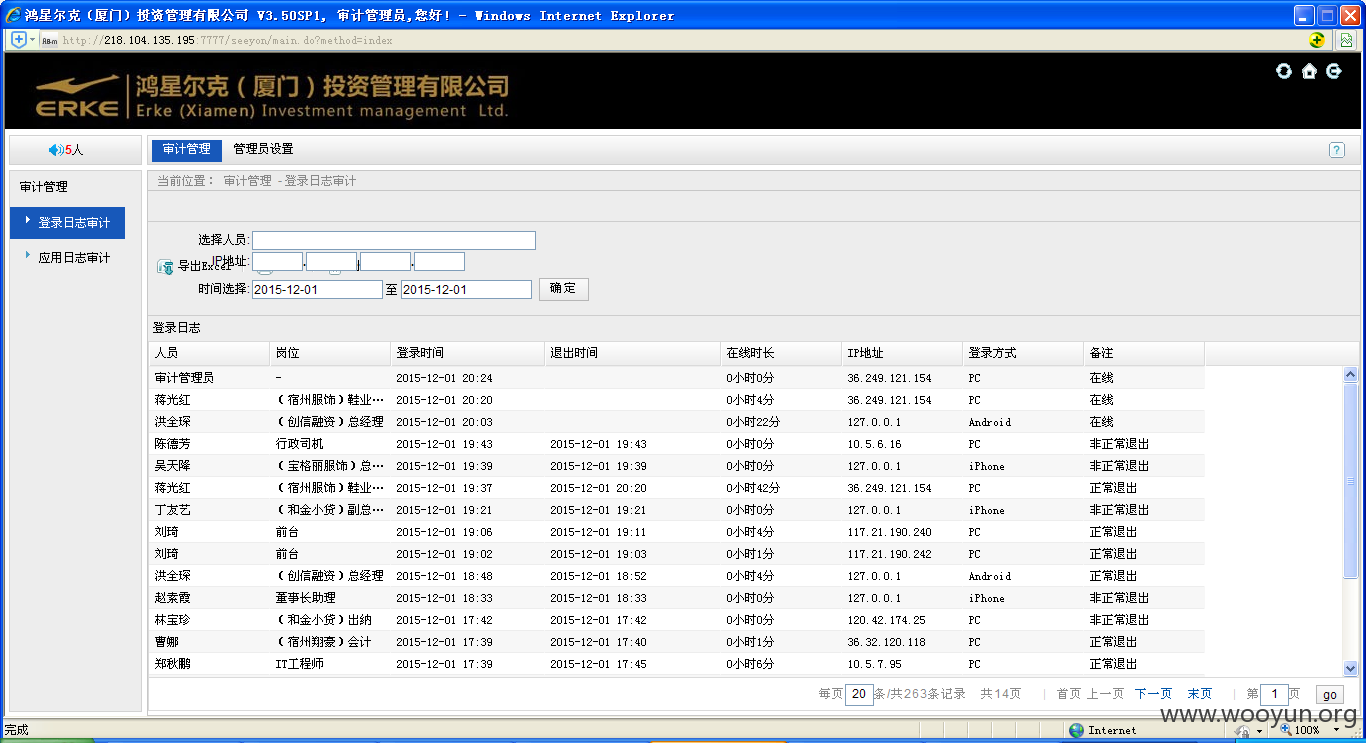 鸿星尔克（厦门）投资管理有限公司 V3.50SP1, 审计管理员,您好! - Windows Internet Explorer
http://218.104.135.195:7777/seeyon/main.do?method=index
鸿星尔克（厦门）投资管理有限公司
ERKE Erke (Xiamen) Investment management Ltd.
5人 审计管理 管理员设置
审计管理 当前位置： 审计管理 - 登录日志审计
登录日志审计
应用日志审计
选择人员:
导出Excel IP地址:
时间选择: 2015-12-01 至 2015-12-01 确定
登录日志
人员 岗位 登录时间 退出时间 在线时长 IP地址 登录方式 备注
审计管理员 - 2015-12-01 20:24 0小时0分 36.249.121.154 PC 在线
蒋光红 （宿州服饰）鞋业… 2015-12-01 20:20 0小时4分 36.249.121.154 PC 在线
洪全琛 （创信融资）总经理 2015-12-01 20:03 0小时22分 127.0.0.1 Android 在线
陈德芳 行政司机 2015-12-01 19:43 2015-12-01 19:43 0小时0分 10.5.6.16 PC 非正常退出
吴天降 （宝格丽服饰）总… 2015-12-01 19:39 2015-12-01 19:39 0小时0分 127.0.0.1 iPhone 非正常退出
蒋光红 （宿州服饰）鞋业… 2015-12-01 19:37 2015-12-01 20:20 0小时42分 36.249.121.154 PC 正常退出
丁友艺 （和金小贷）副总… 2015-12-01 19:21 2015-12-01 19:21 0小时0分 127.0.0.1 iPhone 非正常退出
刘琦 前台 2015-12-01 19:06 2015-12-01 19:11 0小时4分 117.21.190.240 PC 正常退出
刘琦 前台 2015-12-01 19:02 2015-12-01 19:03 0小时1分 117.21.190.242 PC 正常退出
洪全琛 （创信融资）总经理 2015-12-01 18:48 2015-12-01 18:52 0小时4分 127.0.0.1 Android 正常退出
赵素霞 董事长助理 2015-12-01 18:33 2015-12-01 18:33 0小时0分 127.0.0.1 iPhone 非正常退出
林宝珍 （和金小贷）出纳 2015-12-01 17:42 2015-12-01 17:42 0小时0分 120.42.174.25 PC 非正常退出
曹娜 （宿州翔豪）会计 2015-12-01 17:39 2015-12-01 17:40 0小时1分 36.32.120.118 PC 正常退出
郑秋鹏 IT工程师 2015-12-01 17:39 2015-12-01 17:45 0小时6分 10.5.7.95 PC 正常退出
每页 20 条/共263条记录 共14页 | 首页 上一页 下一页 末页 | 第 1 页 go
www.wooyun.org
完成 Internet 100%